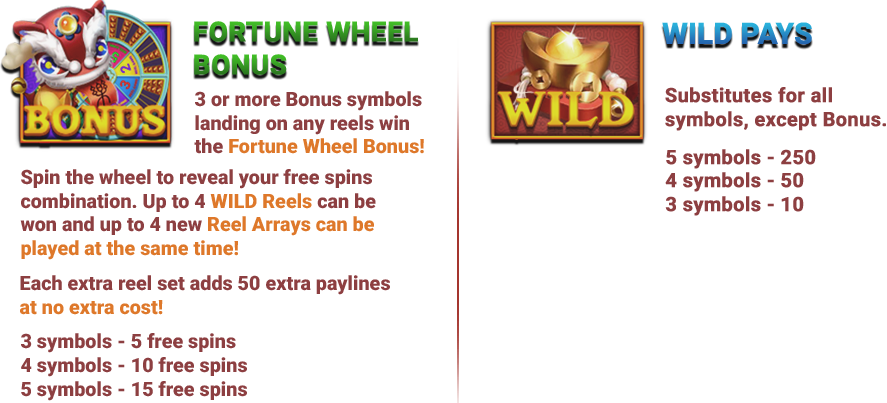 BONUS
FORTUNE WHEEL
BONUS
3 or more Bonus symbols
landing on any reels win
the Fortune Wheel Bonus!
Spin the wheel to reveal your free spins
combination. Up to 4 WILD Reels can be
won and up to 4 new Reel Arrays can be
played at the same time!
Each extra reel set adds 50 extra paylines
at no extra cost!
3 symbols - 5 free spins
4 symbols - 10 free spins
5 symbols - 15 free spins
WILD
WILD PAYS
Substitutes for all
symbols, except Bonus.
5 symbols - 250
4 symbols - 50
3 symbols - 10